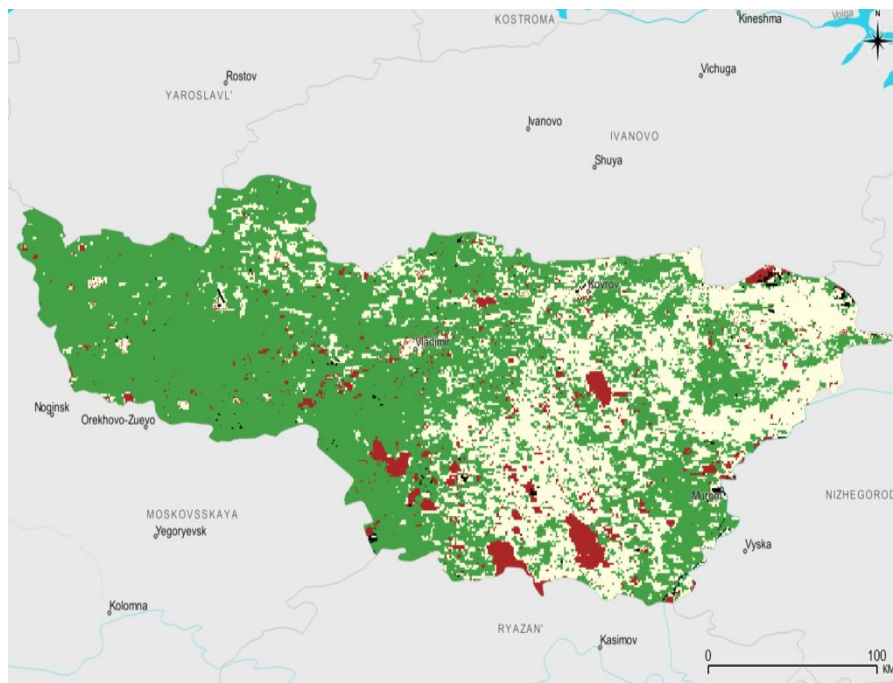 KOSTROMA
Kineshma
Volga
N
Rostov
Vichuga
YAROSLAVL'
Ivanovo
IVANOVO
Shuya
Kovrov
Vladimir
Noginsk
Orekhovo-Zueyo
Murom
NIZHEGOROD
MOSKOVSSKAYA
Yegoryevsk
Vyska
Kolomna
RYAZAN'
Kasimov
0 100
KM